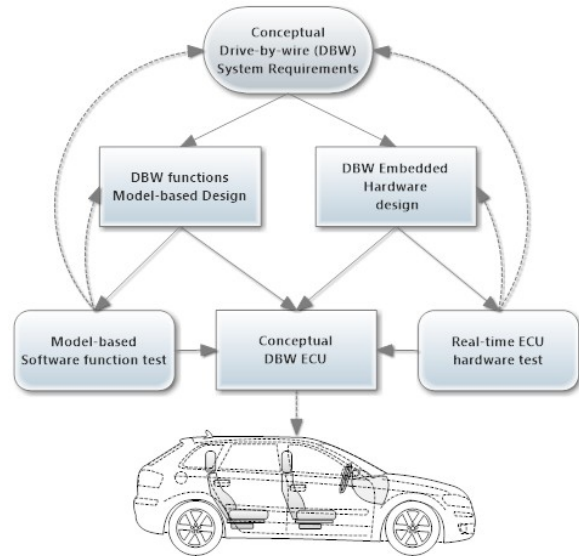 Conceptual
Drive-by-wire (DBW)
System Requirements
DBW functions
Model-based Design
DBW Embedded
Hardware
design
Model-based
Software function test
Conceptual
DBW ECU
Real-time ECU
hardware test